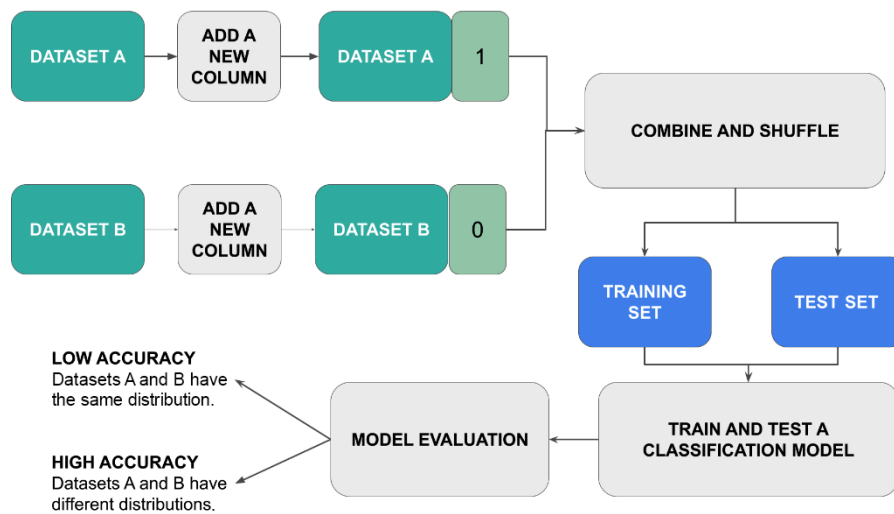 DATASET A
ADD A
NEW
COLUMN
DATASET A
1
COMBINE AND SHUFFLE
DATASET B
ADD A
NEW
COLUMN
DATASET B
0
TRAINING
SET
TEST SET
LOW ACCURACY
Datasets A and B have
the same distribution.
HIGH ACCURACY
Datasets A and B have
different distributions.
MODEL EVALUATION
TRAIN AND TEST A
CLASSIFICATION MODEL